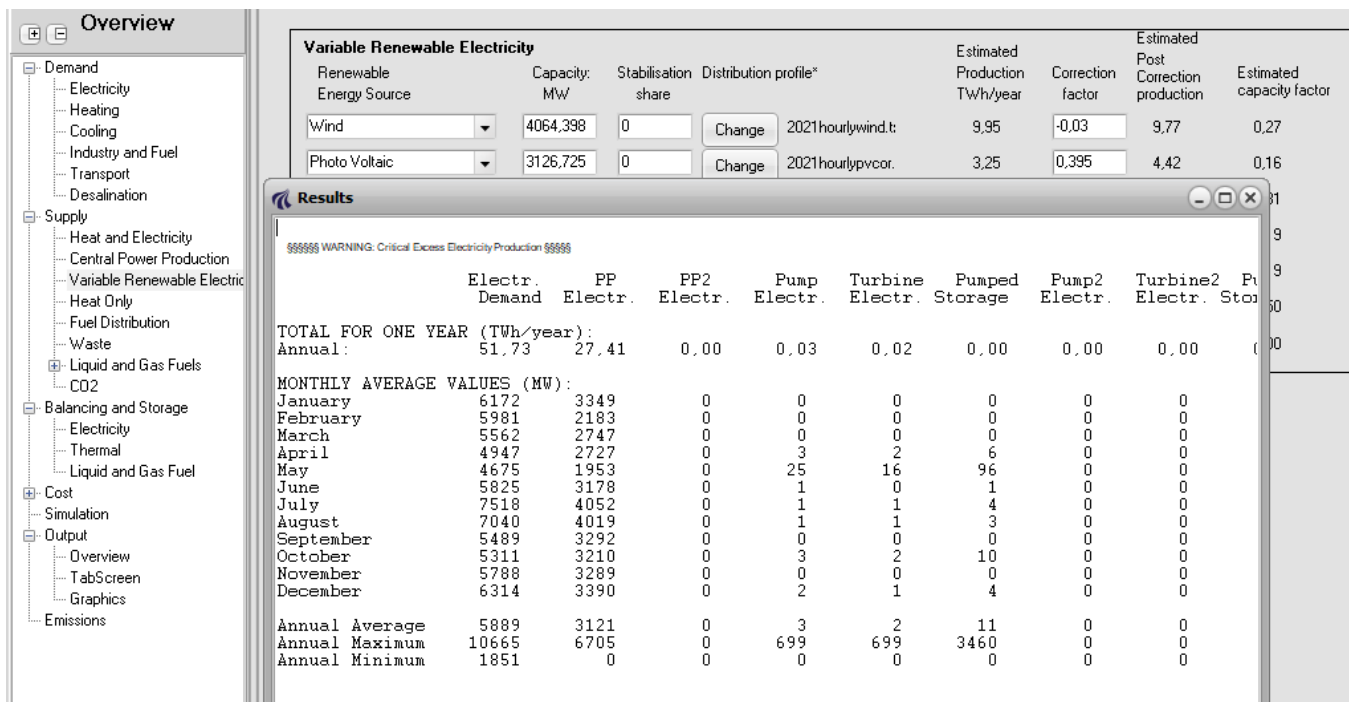 Overview
Demand
Electricity
Heating
Cooling
Industry and Fuel
Transport
Desalination
Supply
Heat and Electricity
Central Power Production
Variable Renewable Electric
Heat Only
Fuel Distribution
Waste
Liquid and Gas Fuels
CO2
Balancing and Storage
Electricity
Thermal
Liquid and Gas Fuel
Cost
Simulation
Output
Overview
TabScreen
Graphics
Emissions
Variable Renewable Electricity
Renewable Energy Source Capacity: MW Stabilisation share Distribution profile* Estimated Production TWh/year Correction factor Estimated Post Correction production Estimated capacity factor
Wind 4064,398 0 Change 2021hourlywind.t: 9,95 -0,03 9,77 0,27
Photo Voltaic 3126,725 0 Change 2021hourlypvcor. 3,25 0,395 4,42 0,16
Results
31
9
9
50
00
§§§§§§ WARNING: Critical Excess Electricity Production §§§§§
Electr. PP PP2 Pump Turbine Pumped Pump2 Turbine2
Demand Electr. Electr. Electr. Electr. Storage Electr. Electr.
TOTAL FOR ONE YEAR (TWh/year):
Annual: 51,73 27,41 0,00 0,03 0,02 0,00 0,00 0,00
MONTHLY AVERAGE VALUES (MW):
January 6172 3349 0 0 0 0 0 0
February 5981 2183 0 0 0 0 0 0
March 5562 2747 0 0 0 0 0 0
April 4947 2727 0 3 2 6 0 0
May 4675 1953 0 25 16 96 0 0
June 5825 3178 0 1 0 1 0 0
July 7518 4052 0 1 1 4 0 0
August 7040 4019 0 1 1 3 0 0
September 5489 3292 0 0 0 0 0 0
October 5311 3210 0 3 2 10 0 0
November 5788 3289 0 0 0 0 0 0
December 6314 3390 0 2 1 4 0 0
Annual Average 5889 3121 0 3 2 11 0 0
Annual Maximum 10665 6705 0 699 699 3460 0 0
Annual Minimum 1851 0 0 0 0 0 0 0